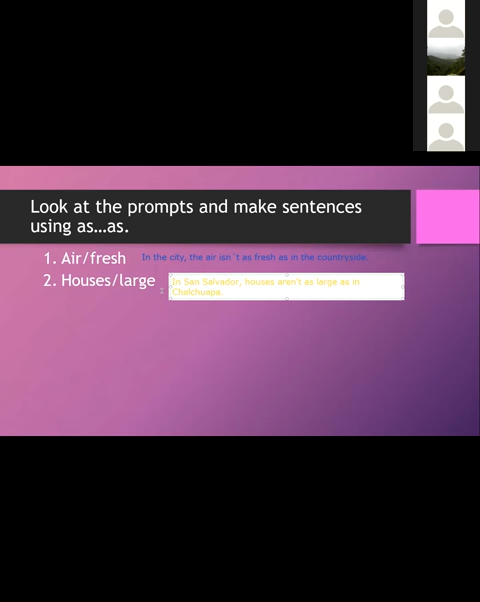 Look at the prompts and make sentences
using as…as.
1. Air/fresh
In the city, the air isn´t as fresh as in the countryside.
2. Houses/large
In San Salvador, houses aren't as large as in
Chalchuapa.